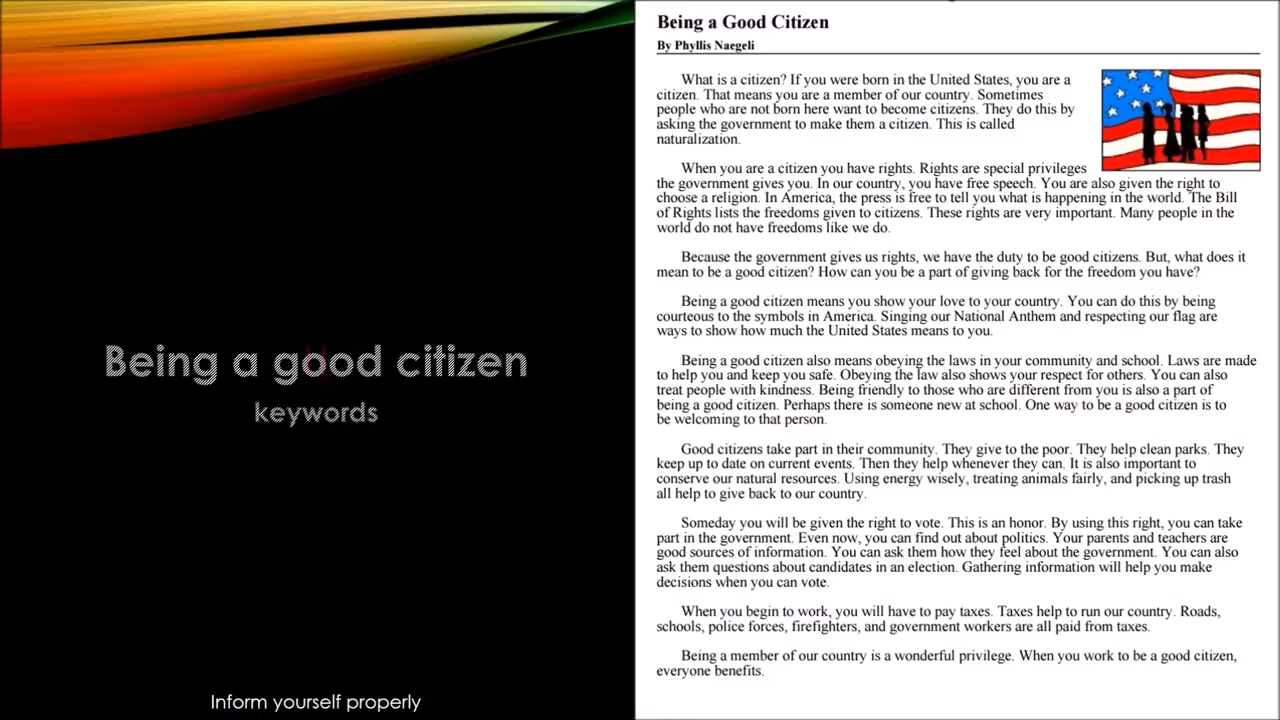 Being a good citizen
keywords
Inform yourself properly
Being a Good Citizen
By Phyllis Naegeli
What is a citizen? If you were born in the United States, you are a
citizen. That means you are a member of our country. Sometimes
people who are not born here want to become citizens. They do this by
asking the government to make them a citizen. This is called
naturalization.
When you are a citizen you have rights. Rights are special privileges
the government gives you. In our country, you have free speech. You are also given the right to
choose a religion. In America, the press is free to tell you what is happening in the world. The Bill
of Rights lists the freedoms given to citizens. These rights are very important. Many people in the
world do not have freedoms like we do.
Because the government gives us rights, we have the duty to be good citizens. But, what does it
mean to be a good citizen? How can you be a part of giving back for the freedom you have?
Being a good citizen means you show your love to your country. You can do this by being
courteous to the symbols in America. Singing our National Anthem and respecting our flag are
ways to show how much the United States means to you.
Being a good citizen also means obeying the laws in your community and school. Laws are made
to help you and keep you safe. Obeying the law also shows your respect for others. You can also
treat people with kindness. Being friendly to those who are different from you is also a part of
being a good citizen. Perhaps there is someone new at school. One way to be a good citizen is to
be welcoming to that person.
Good citizens take part in their community. They give to the poor. They help clean parks. They
keep up to date on current events. Then they help whenever they can. It is also important to
conserve our natural resources. Using energy wisely, treating animals fairly, and picking up trash
all help to give back to our country.
Someday you will be given the right to vote. This is an honor. By using this right, you can take
part in the government. Even now, you can find out about politics. Your parents and teachers are
good sources of information. You can ask them how they feel about the government. You can also
ask them questions about candidates in an election. Gathering information will help you make
decisions when you can vote.
When you begin to work, you will have to pay taxes. Taxes help to run our country. Roads,
schools, police forces, firefighters, and government workers are all paid from taxes.
Being a member of our country is a wonderful privilege. When you work to be a good citizen,
everyone benefits.